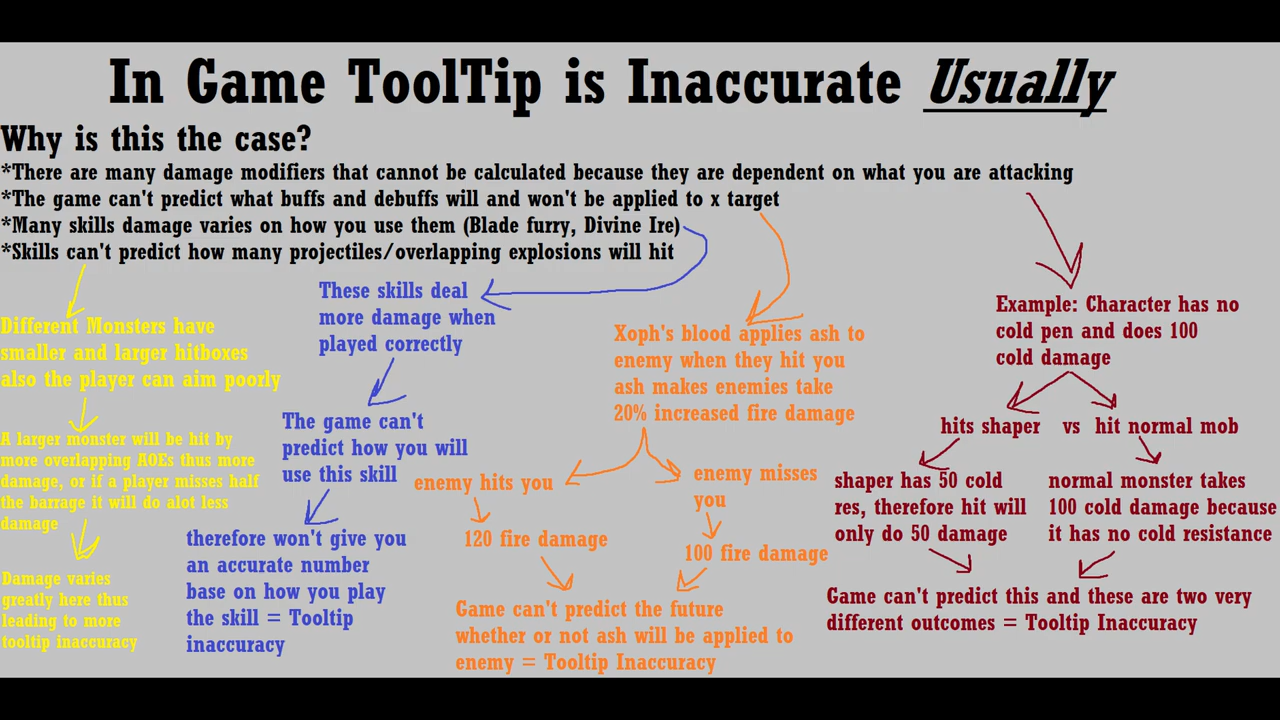 In Game ToolTip is Inaccurate Usually
Why is this the case?
*There are many damage modifiers that cannot be calculated because they are dependent on what you are attacking
*The game can't predict what buffs and debuffs will and won't be applied to x target
*Many skills damage varies on how you use them (Blade furry, Divine Ire)
*Skills can't predict how many projectiles/overlapping explosions will hit
Different Monsters have
smaller and larger hitboxes
also the player can aim poorly
A larger monster will be hit by
more overlapping AOEs thus more
damage, or if a player misses half
the barrage it will do alot less
damage
Damage varies
greatly here thus
leading to more
tooltip inaccuracy
These skills deal
more damage when
played correctly
The game can't
predict how you will
use this skill
therefore won't give you
an accurate number
base on how you play
the skill = Tooltip
inaccuracy
Xoph's blood applies ash to
enemy when they hit you
ash makes enemies take
20% increased fire damage
enemy hits you
120 fire damage
enemy misses
you
100 fire damage
Game can't predict the future
whether or not ash will be applied to
enemy = Tooltip Inaccuracy
Example: Character has no
cold pen and does 100
cold damage
hits shaper vs hit normal mob
shaper has 50 cold
res, therefore hit will
only do 50 damage
normal monster takes
100 cold damage because
it has no cold resistance
Game can't predict this and these are two very
different outcomes = Tooltip Inaccuracy